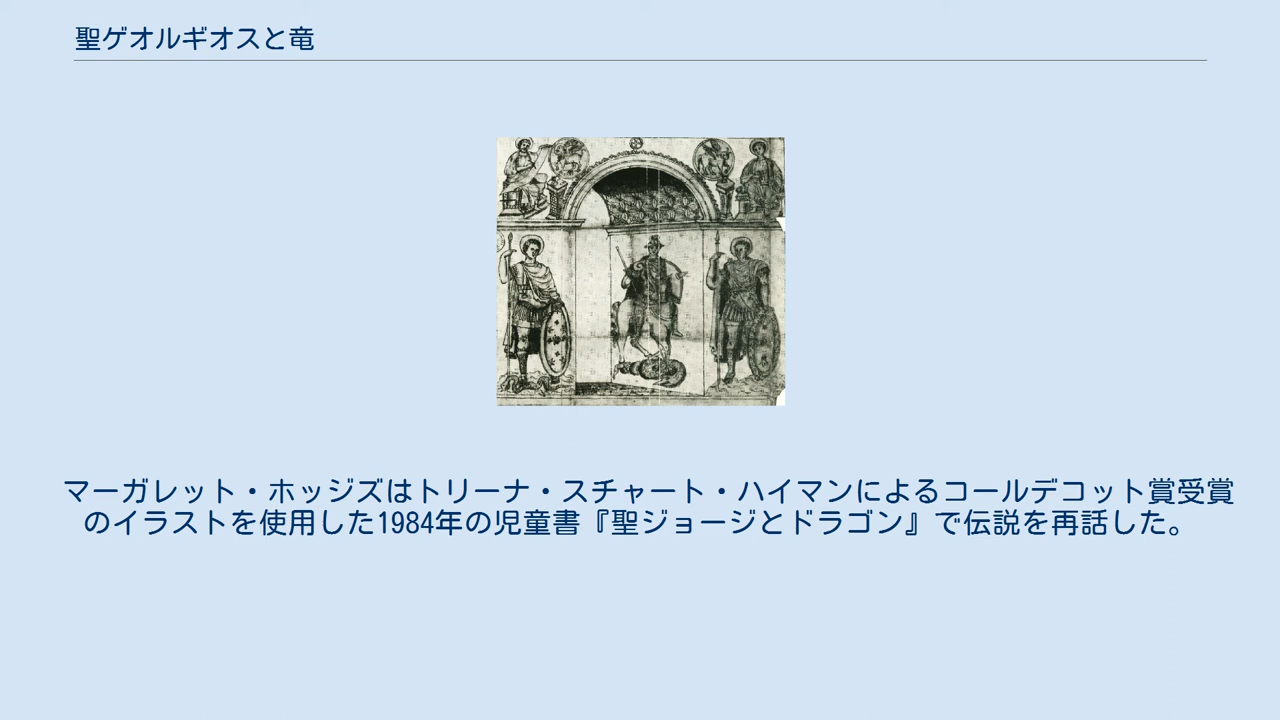 聖ゲオルギオスと竜
マーガレット・ホッジズはトリーナ・スチャート・ハイマンによるコールデコット賞受賞
のイラストを使用した1984年の児童書『聖ジョージとドラゴン』で伝説を再話した。